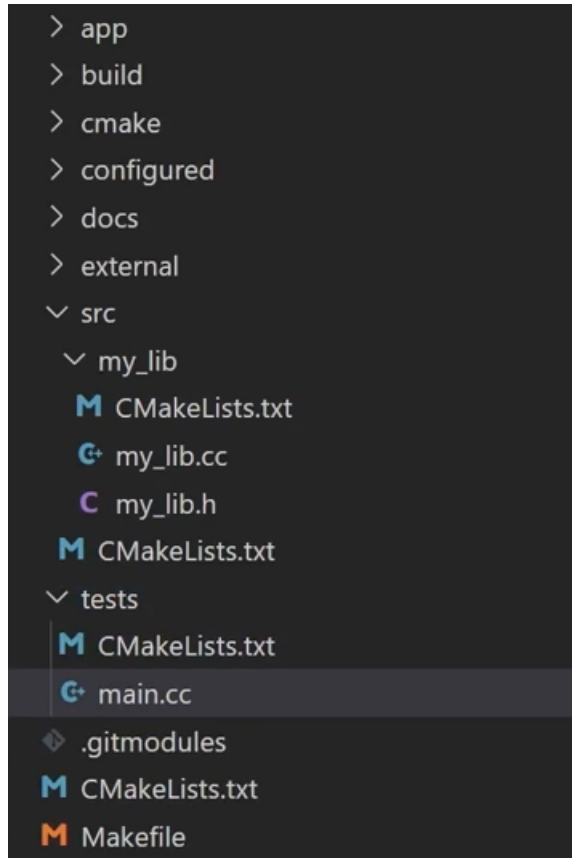 app
build
cmake
configured
docs
external
src
my_lib
CMakeLists.txt
my_lib.cc
my_lib.h
CMakeLists.txt
tests
CMakeLists.txt
main.cc
.gitmodules
CMakeLists.txt
Makefile